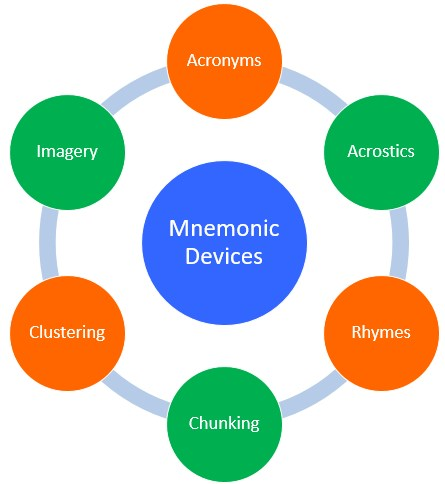 Acronyms
Imagery
Acrostics
Mnemonic
Devices
Clustering
Rhymes
Chunking